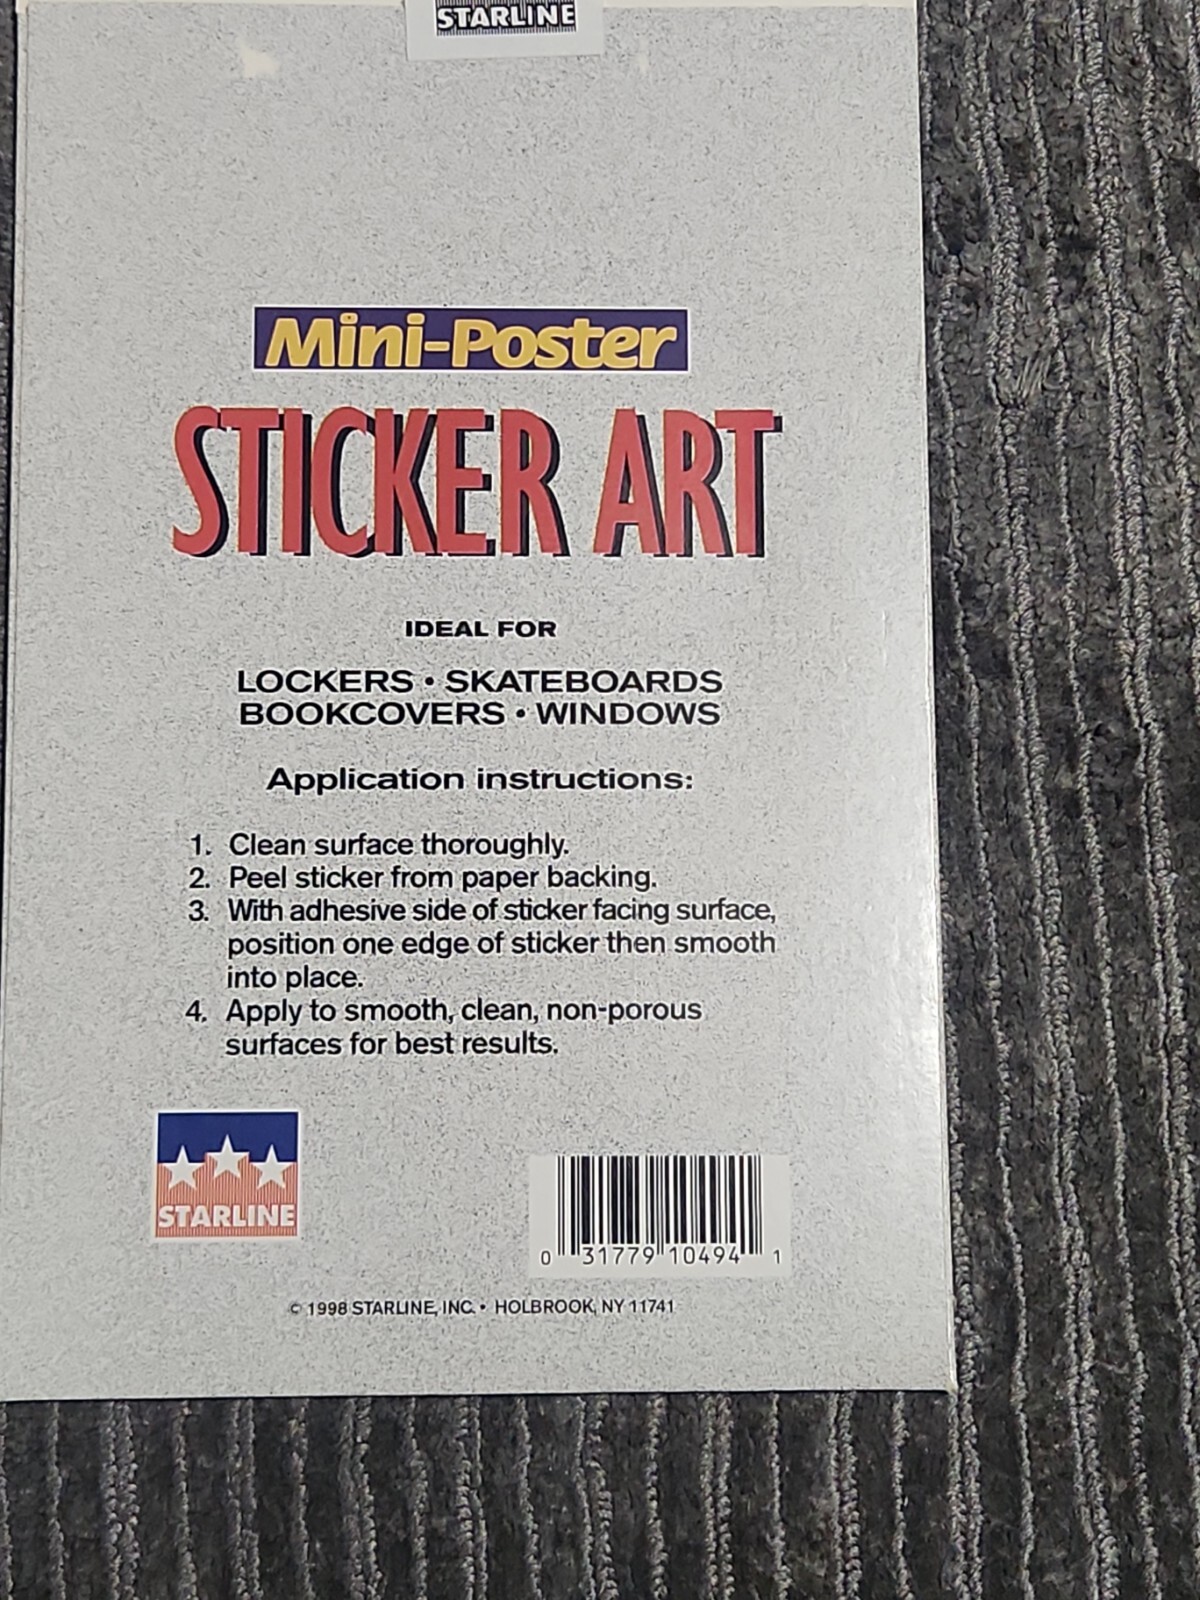 STARLINE
Mini-Poster
STICKER ART
IDEAL FOR
LOCKERS • SKATEBOARDS
BOOKCOVERS • WINDOWS
Application instructions:
1. Clean surface thoroughly.
2. Peel sticker from paper backing.
3. With adhesive side of sticker facing surface,
position one edge of sticker then smooth
into place.
4. Apply to smooth, clean, non-porous
surfaces for best results.
STARLINE
0 31779 10494 1
© 1998 STARLINE, INC. • HOLBROOK, NY 11741